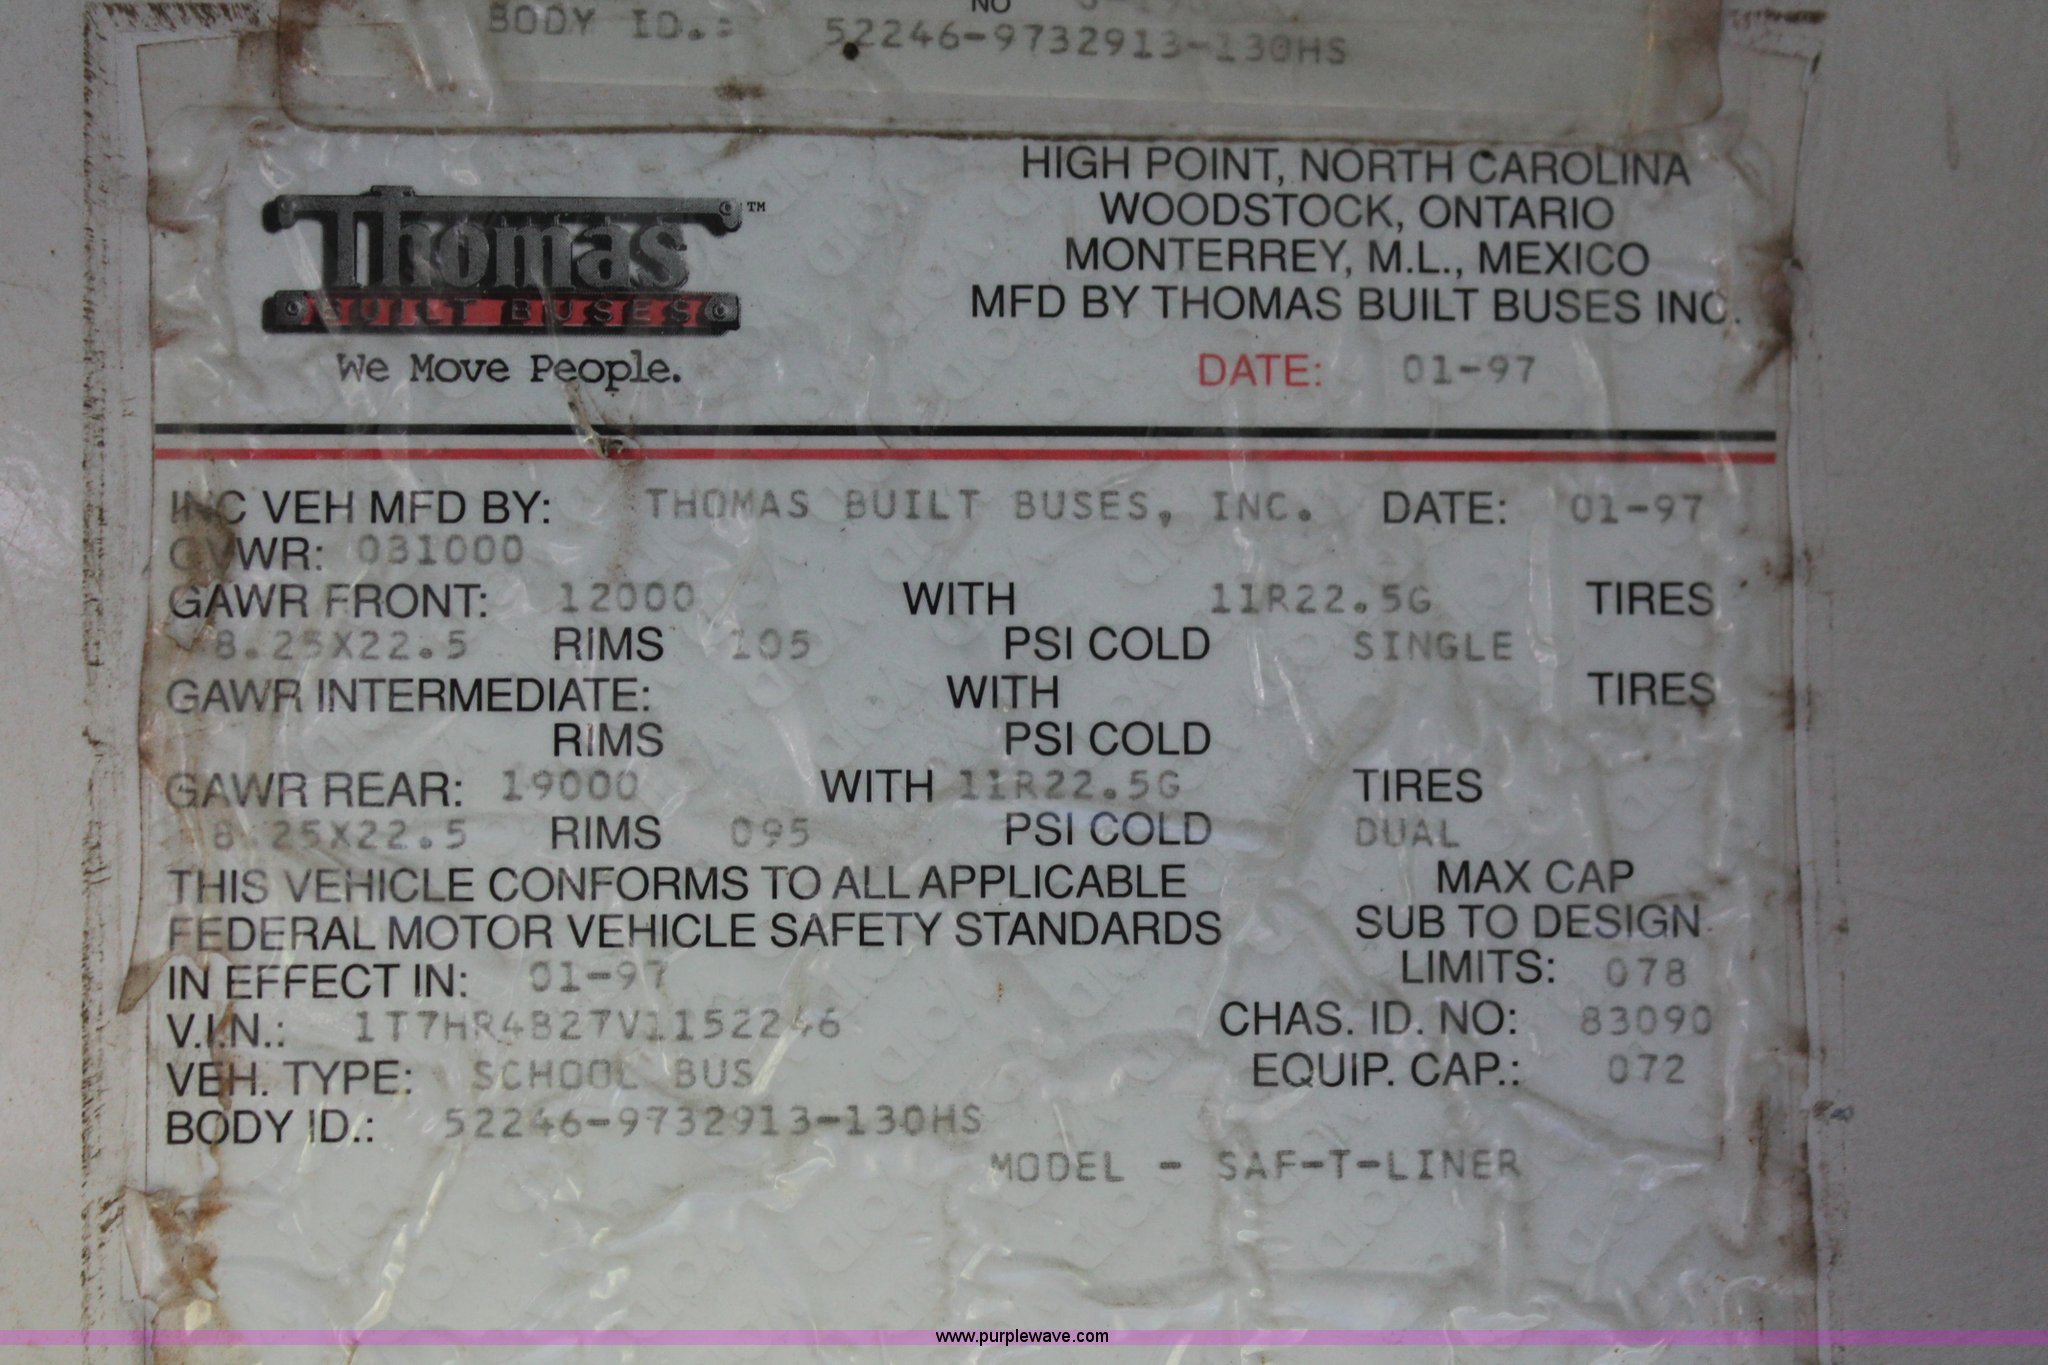 NO
BODY ID.: 52246-9732913-130HS
Thomas TM
BUILT BUSES
We Move People.
HIGH POINT, NORTH CAROLINA
WOODSTOCK, ONTARIO
MONTERREY, M.L., MEXICO
MFD BY THOMAS BUILT BUSES INC.
DATE: 01-97
INC VEH MFD BY: THOMAS BUILT BUSES, INC. DATE: 01-97
GVWR: 031000
GAWR FRONT: 12000 WITH 11R22.5G TIRES
8.25X22.5 RIMS 105 PSI COLD SINGLE
GAWR INTERMEDIATE: WITH TIRES
RIMS PSI COLD
GAWR REAR: 19000 WITH 11R22.5G TIRES
8.25X22.5 RIMS 095 PSI COLD DUAL
THIS VEHICLE CONFORMS TO ALL APPLICABLE
FEDERAL MOTOR VEHICLE SAFETY STANDARDS
IN EFFECT IN: 01-97
MAX CAP
SUB TO DESIGN
LIMITS: 078
V.I.N.: 1T7HR4B27V1152246
CHAS. ID. NO: 83090
VEH. TYPE: SCHOOL BUS
EQUIP. CAP.: 072
BODY ID.: 52246-9732913-130HS
MODEL - SAF-T-LINER
www.purplewave.com